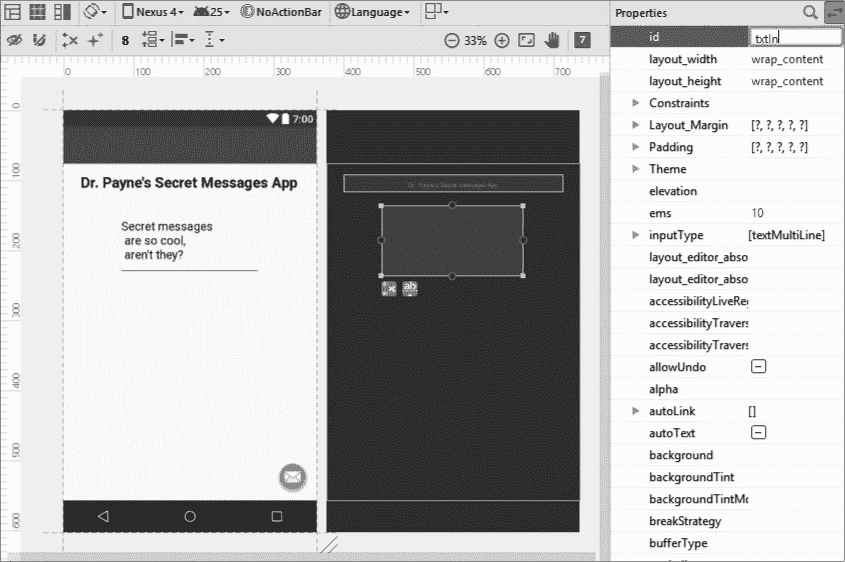 Nexus 4 25 NoActionBar Language
8 33% 7
0 100 200 300 400 500 600 700
0
100
200
300
400
500
600
7:00
Dr. Payne's Secret Messages App
Secret messages
are so cool,
aren't they?
Dr. Payne's Secret Messages App
ab
Properties
id txtIn
layout_width wrap_content
layout_height wrap_content
Constraints
Layout_Margin [?, ?, ?, ?, ?]
Padding [?, ?, ?, ?, ?]
Theme
elevation
ems 10
inputType [textMultiLine]
layout_editor_abso
layout_editor_abso
accessibilityLiveReg
accessibilityTravers
accessibilityTravers
allowUndo
alpha
autoLink []
autoText
background
backgroundTint
backgroundTintMo
breakStrategy
bufferType